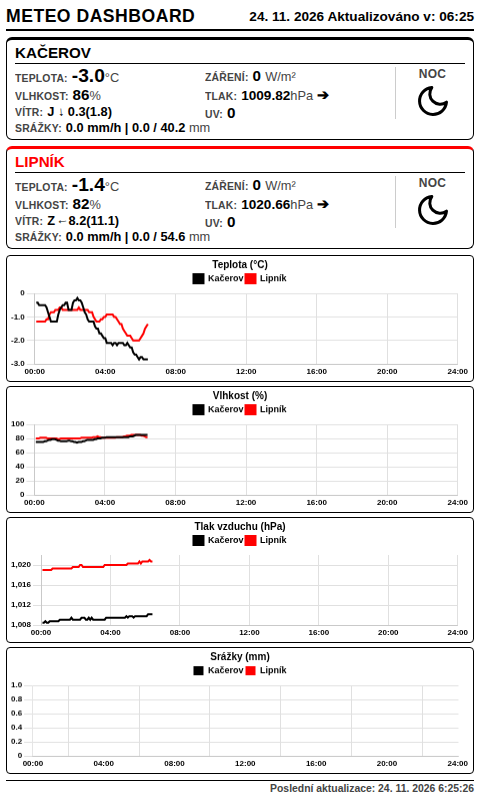 METEO DASHBOARD 24. 11. 2026 Aktualizováno v: 06:25
KAČEROV
TEPLOTA: -3.0°C ZÁŘENÍ: 0 W/m² NOC
VLHKOST: 86% TLAK: 1009.82hPa ➔
VÍTR: J ↓ 0.3(1.8) UV: 0
SRÁŽKY: 0.0 mm/h | 0.0 / 40.2 mm
LIPNÍK
TEPLOTA: -1.4°C ZÁŘENÍ: 0 W/m² NOC
VLHKOST: 82% TLAK: 1020.66hPa ➔
VÍTR: Z ←8.2(11.1) UV: 0
SRÁŽKY: 0.0 mm/h | 0.0 / 54.6 mm
Teplota (°C)
Kačerov Lipník
0
-1.0
-2.0
-3.0
00:00 04:00 08:00 12:00 16:00 20:00 24:00
Vlhkost (%)
Kačerov Lipník
100
80
60
40
20
0
00:00 04:00 08:00 12:00 16:00 20:00 24:00
Tlak vzduchu (hPa)
Kačerov Lipník
1,020
1,016
1,012
1,008
00:00 04:00 08:00 12:00 16:00 20:00 24:00
Srážky (mm)
Kačerov Lipník
1.0
0.8
0.6
0.4
0.2
0
00:00 04:00 08:00 12:00 16:00 20:00 24:00
Poslední aktualizace: 24. 11. 2026 6:25:26